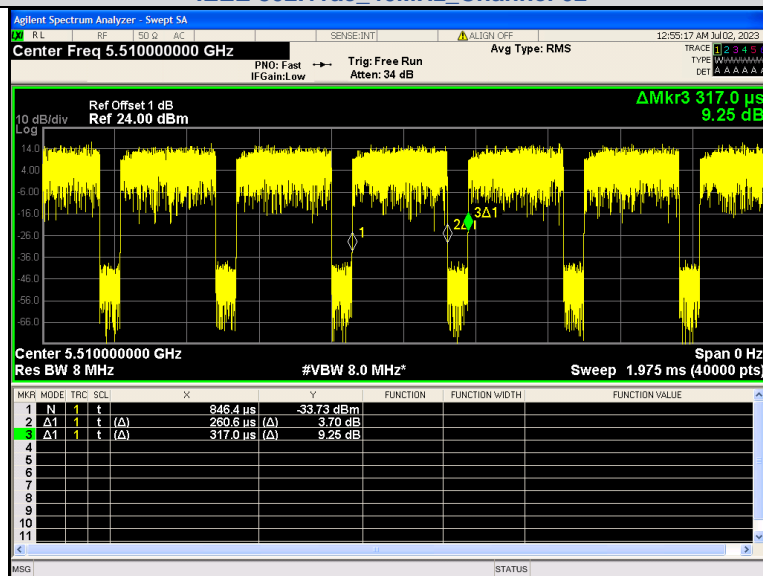 Agilent Spectrum Analyzer - Swept SA
LXI RL RF 50 Ω AC SENSE:INT ALIGN OFF 12:55:17 AM Jul 02, 2023
Center Freq 5.510000000 GHz
Avg Type: RMS
TRACE 1 2 3 4 5
PNO: Fast Trig: Free Run
TYPE
IFGain:Low Atten: 34 dB
DET A A A A A
ΔMkr3 317.0 µs
9.25 dB
Ref Offset 1 dB
10 dB/div Ref 24.00 dBm
Log
14.0
4.00
-6.00
-16.0
-26.0
-36.0
-46.0
-56.0
-66.0
1
2Δ1
3Δ1
Center 5.510000000 GHz Span 0 Hz
Res BW 8 MHz #VBW 8.0 MHz* Sweep 1.975 ms (40000 pts)
MKR MODE TRC SCL X Y FUNCTION FUNCTION WIDTH FUNCTION VALUE
1 N 1 t 846.4 µs -33.73 dBm
2 Δ1 1 t (Δ) 260.6 µs (Δ) 3.70 dB
3 Δ1 1 t (Δ) 317.0 µs (Δ) 9.25 dB
4
5
6
7
8
9
10
11
MSG STATUS